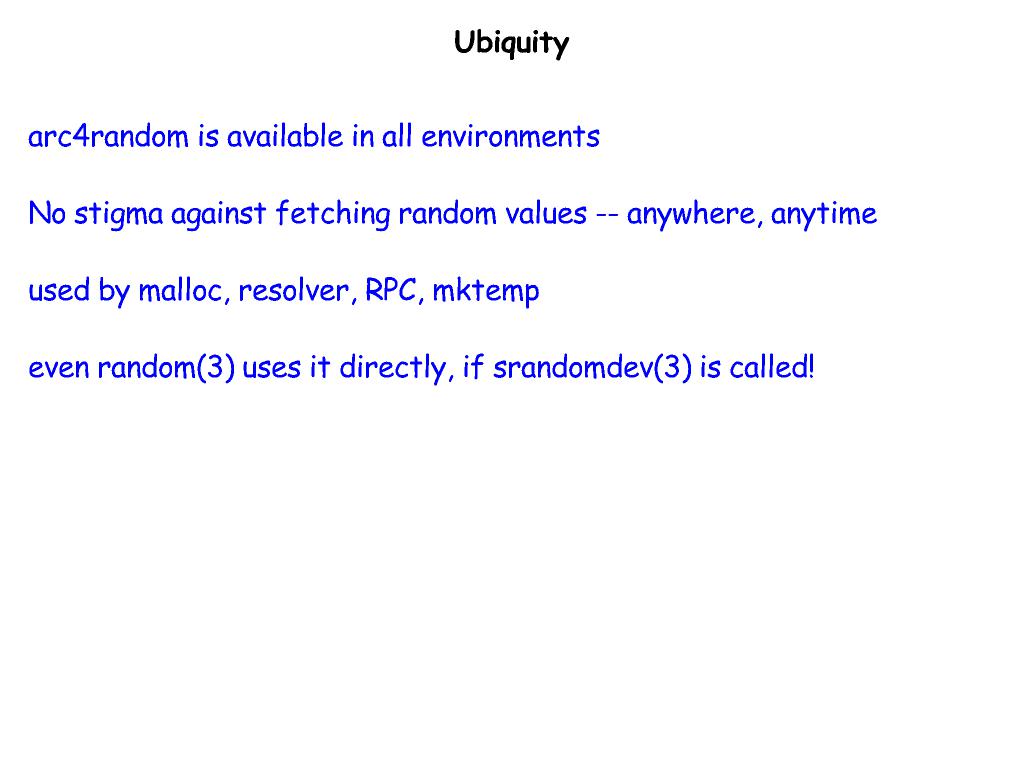 Ubiquity
arc4random is available in all environments
No stigma against fetching random values -- anywhere, anytime
used by malloc, resolver, RPC, mktemp
even random(3) uses it directly, if srandomdev(3) is called!